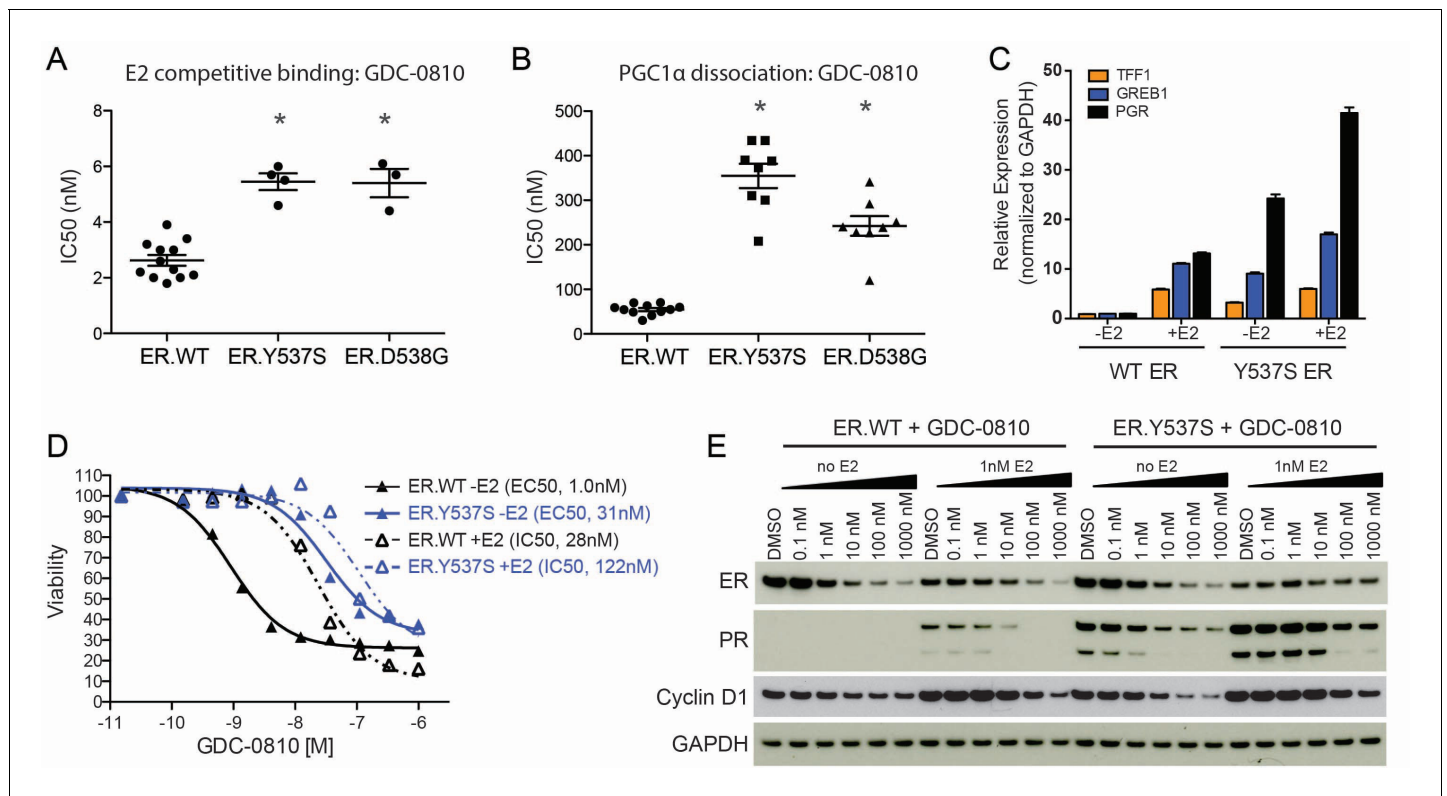 A
E2 competitive binding: GDC-0810
IC50 (nM)
8
6
4
2
0
*
*
ER.WT
ER.Y537S
ER.D538G
B
PGC1α dissociation: GDC-0810
IC50 (nM)
500
400
300
200
100
0
*
*
ER.WT
ER.Y537S
ER.D538G
C
Relative Expression
(normalized to GAPDH)
50
40
30
20
10
0
TFF1
GREB1
PGR
-E2
+E2
-E2
+E2
WT ER
Y537S ER
D
Viability
110
100
90
80
70
60
50
40
30
20
10
0
-11
-10
-9
-8
-7
-6
GDC-0810 [M]
ER.WT -E2 (EC50, 1.0nM)
ER.Y537S -E2 (EC50, 31nM)
ER.WT +E2 (IC50, 28nM)
ER.Y537S +E2 (IC50, 122nM)
E
ER.WT + GDC-0810
ER.Y537S + GDC-0810
no E2
1nM E2
no E2
1nM E2
DMSO
0.1 nM
1 nM
10 nM
100 nM
1000 nM
DMSO
0.1 nM
1 nM
10 nM
100 nM
1000 nM
DMSO
0.1 nM
1 nM
10 nM
100 nM
1000 nM
DMSO
0.1 nM
1 nM
10 nM
100 nM
1000 nM
ER
PR
Cyclin D1
GAPDH